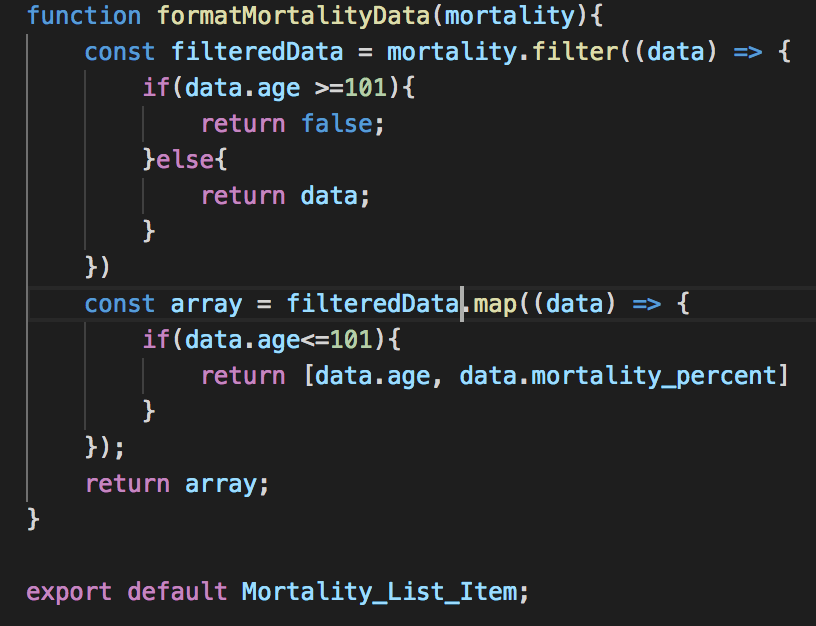 function formatMortalityData(mortality){
    const filteredData = mortality.filter((data) => {
        if(data.age >=101){
            return false;
        }else{
            return data;
        }
    })
    const array = filteredData.map((data) => {
        if(data.age<=101){
            return [data.age, data.mortality_percent]
        }
    });
    return array;
}

export default Mortality_List_Item;